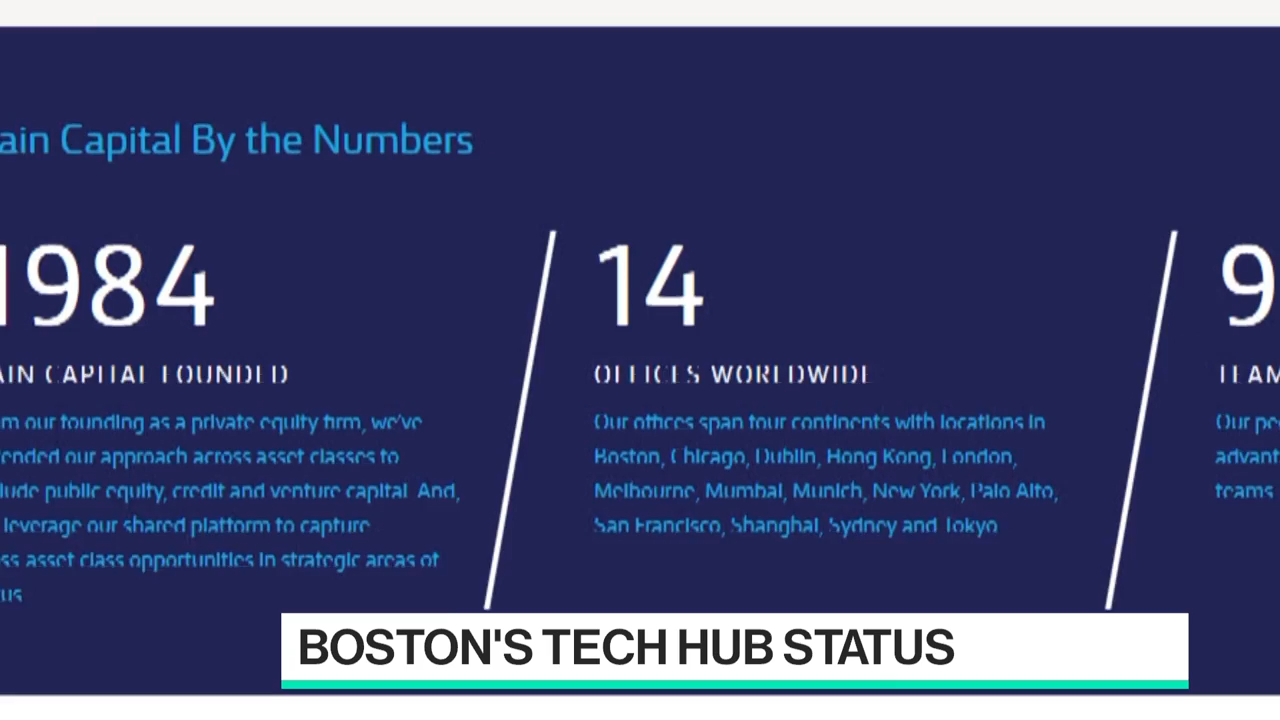 ain Capital By the Numbers
1984
AIN CAPITAL FOUNDED
m our founding as a private equity firm, we've
ended our approach across asset classes to
lude public equity, credit and venture capital. And,
leverage our shared platform to capture
ss asset class opportunities in strategic areas of
us
14
OFFICES WORLDWIDE
Our offices span four continents with locations in
Boston, Chicago, Dublin, Hong Kong, London,
Melbourne, Mumbai, Munich, New York, Palo Alto,
San Francisco, Shanghai, Sydney and Tokyo
9
TEAM
Our pe
advant
teams
BOSTON'S TECH HUB STATUS